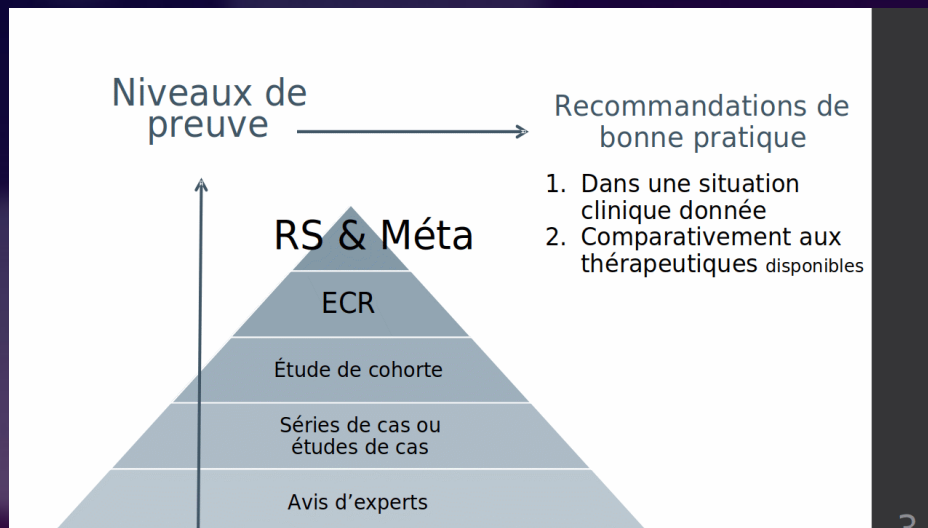 Niveaux de
preuve
Recommandations de
bonne pratique
1. Dans une situation
clinique donnée
2. Comparativement aux
thérapeutiques disponibles
RS & Méta
ECR
Étude de cohorte
Séries de cas ou
études de cas
Avis d’experts